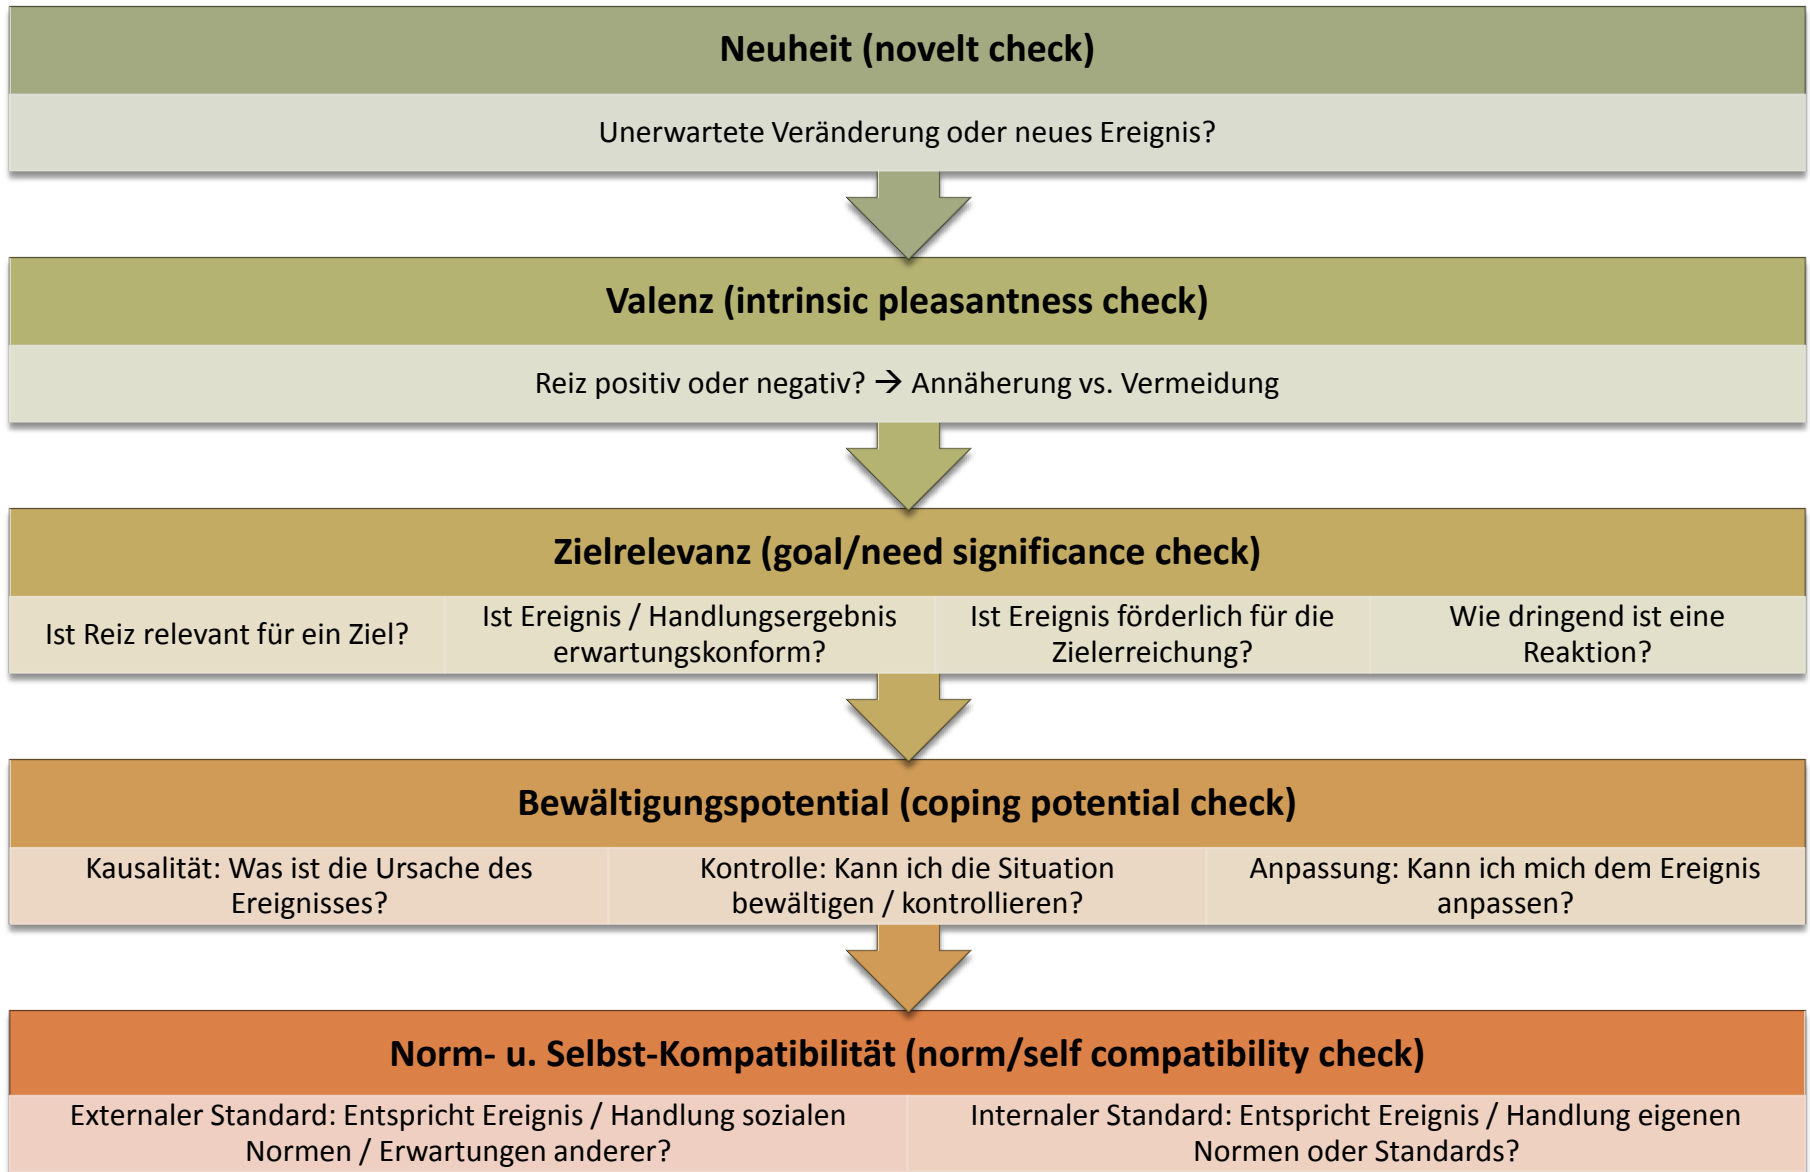 Neuheit (novelt check)
Unerwartete Veränderung oder neues Ereignis?
Valenz (intrinsic pleasantness check)
Reiz positiv oder negativ? → Annäherung vs. Vermeidung
Zielrelevanz (goal/need significance check)
Ist Reiz relevant für ein Ziel?
Ist Ereignis / Handlungsergebnis
erwartungskonform?
Ist Ereignis förderlich für die
Zielerreichung?
Wie dringend ist eine
Reaktion?
Bewältigungspotential (coping potential check)
Kausalität: Was ist die Ursache des
Ereignisses?
Kontrolle: Kann ich die Situation
bewältigen / kontrollieren?
Anpassung: Kann ich mich dem Ereignis
anpassen?
Norm- u. Selbst-Kompatibilität (norm/self compatibility check)
Externaler Standard: Entspricht Ereignis / Handlung sozialen
Normen / Erwartungen anderer?
Internaler Standard: Entspricht Ereignis / Handlung eigenen
Normen oder Standards?